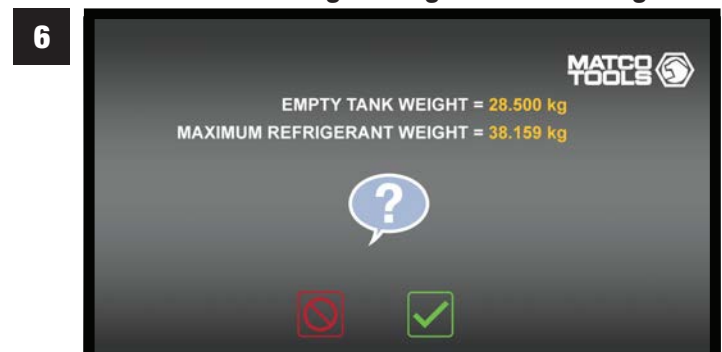 6
MATCO
TOOLS
EMPTY TANK WEIGHT = 28.500 kg
MAXIMUM REFRIGERANT WEIGHT = 38.159 kg
?